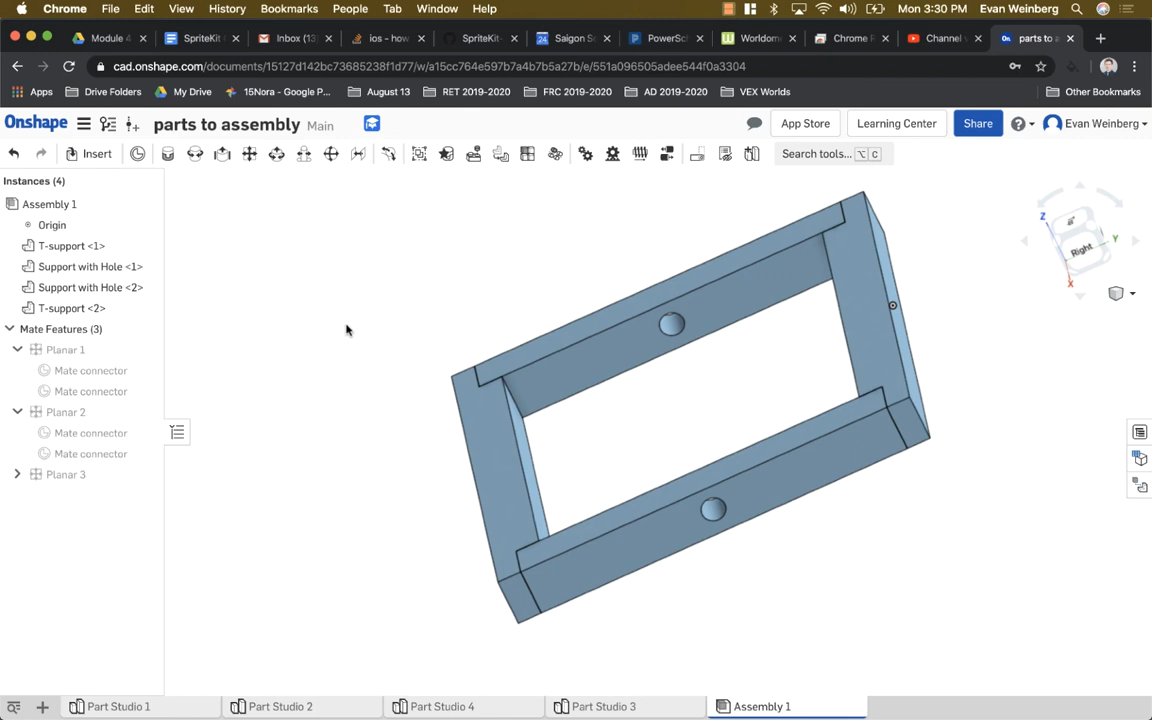 Chrome File Edit View History Bookmarks People Tab Window Help Mon 3:30 PM Evan Weinberg
Module 4 SpriteKit Inbox (13) ios - how SpriteKit- Saigon S PowerSc Worldom Chrome R Channel v parts to a
cad.onshape.com/documents/15127d142bc73685238f1d77/w/a15cc764e597b7a4b7b5a27b/e/551a096505adee544f0a3304
Apps Drive Folders My Drive 15Nora - Google P... August 13 RET 2019-2020 FRC 2019-2020 AD 2019-2020 VEX Worlds Other Bookmarks
Onshape parts to assembly Main App Store Learning Center Share Evan Weinberg
Insert Search tools... ⌥ C
Instances (4)
Assembly 1
Origin
T-support <1>
Support with Hole <1>
Support with Hole <2>
T-support <2>
Mate Features (3)
Planar 1
Mate connector
Mate connector
Planar 2
Mate connector
Mate connector
Planar 3
Z
Y
Right
X
Part Studio 1 Part Studio 2 Part Studio 4 Part Studio 3 Assembly 1